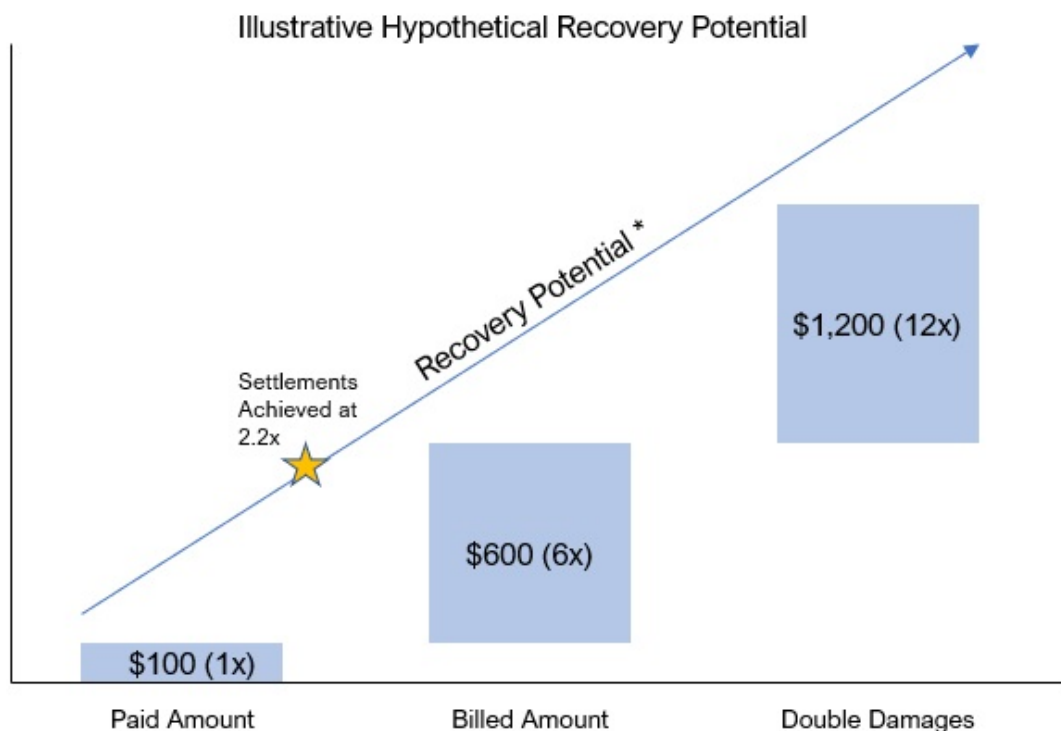 Illustrative Hypothetical Recovery Potential
Recovery Potential *
Settlements
Achieved at
2.2x
$1,200 (12x)
$600 (6x)
$100 (1x)
Paid Amount
Billed Amount
Double Damages